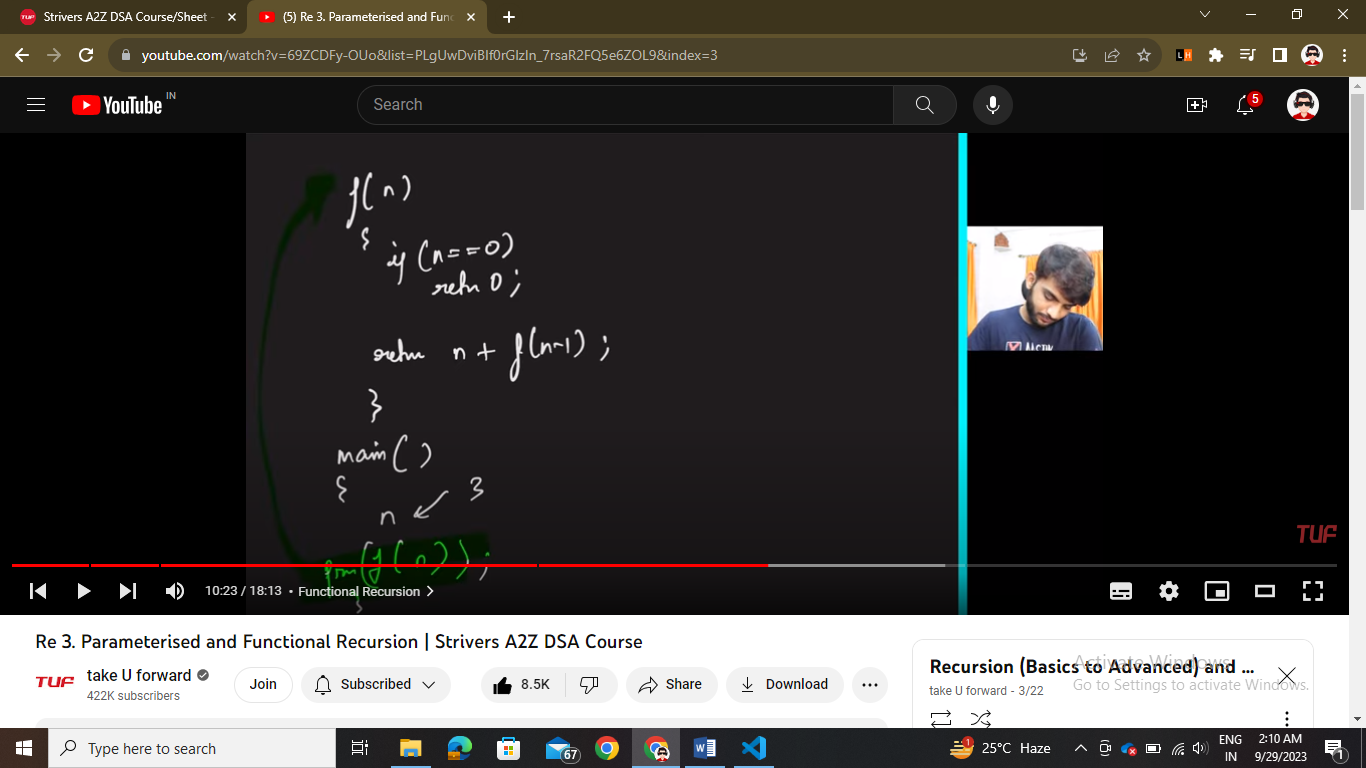 Strivers A2Z DSA Course/Sheet -
(5) Re 3. Parameterised and Func
youtube.com/watch?v=69ZCDFy-OUo&list=PLgUwDviBIf0rGlzIn_7rsaR2FQ5e6ZOL9&index=3
YouTube IN
Search
5
f(n)
{
if (n==0)
retn 0;
retn n + f(n-1);
}
main()
{
n ↙ 3
(f(n));
}
TUF
10:23 / 18:13 • Functional Recursion
Re 3. Parameterised and Functional Recursion | Strivers A2Z DSA Course
TUF
take U forward
422K subscribers
Join
Subscribed
8.5K
Share
Download
Recursion (Basics to Advanced) and ...
take U forward - 3/22
Activate Windows
Go to Settings to activate Windows.
Type here to search
67
1
25°C Haze
ENG
IN
2:10 AM
9/29/2023
1